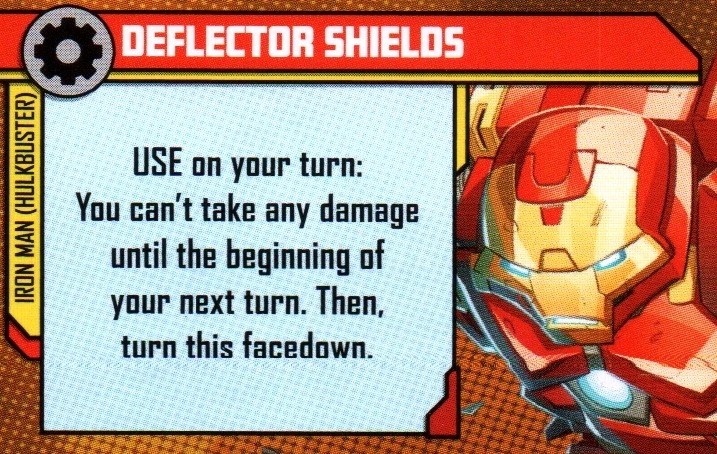 DEFLECTOR SHIELDS
IRON MAN (HULKBUSTER)
USE on your turn:
You can't take any damage
until the beginning of
your next turn. Then,
turn this facedown.